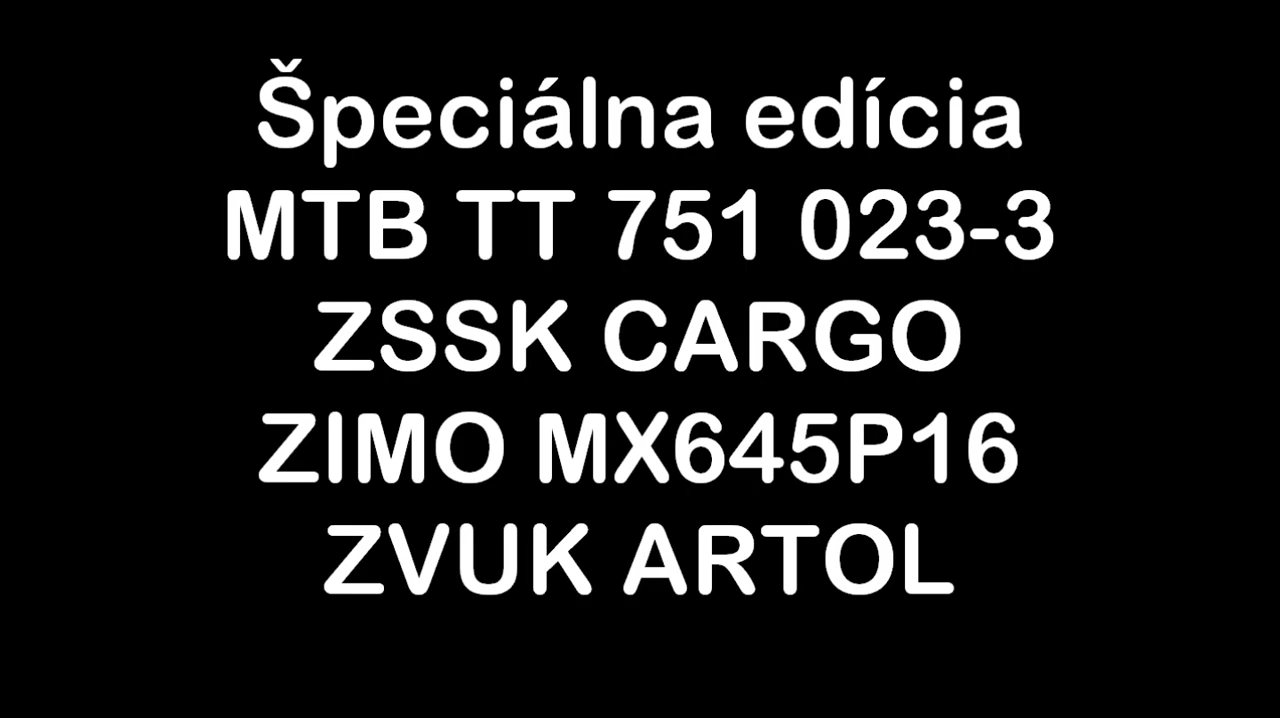 Špeciálna edícia
MTB TT 751 023-3
ZSSK CARGO
ZIMO MX645P16
ZVUK ARTOL